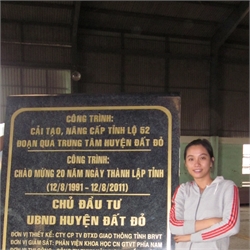 CÔNG TRÌNH:
CẢI TẠO, NÂNG CẤP TỈNH LỘ 52
ĐOẠN QUA TRUNG TÂM HUYỆN ĐẤT ĐỎ
CÔNG TRÌNH:
CHÀO MỪNG 20 NĂM NGÀY THÀNH LẬP TỈNH
(12/8/1991 - 12/8/2011)
CHỦ ĐẦU TƯ
UBND HUYỆN ĐẤT ĐỎ
ĐƠN VỊ THIẾT KẾ: CTY CP TV ĐTXD GIAO THÔNG TỈNH BRVT
ĐƠN VỊ GIÁM SÁT: PHÂN VIỆN KHOA HỌC CN GTVT PHÍA NAM